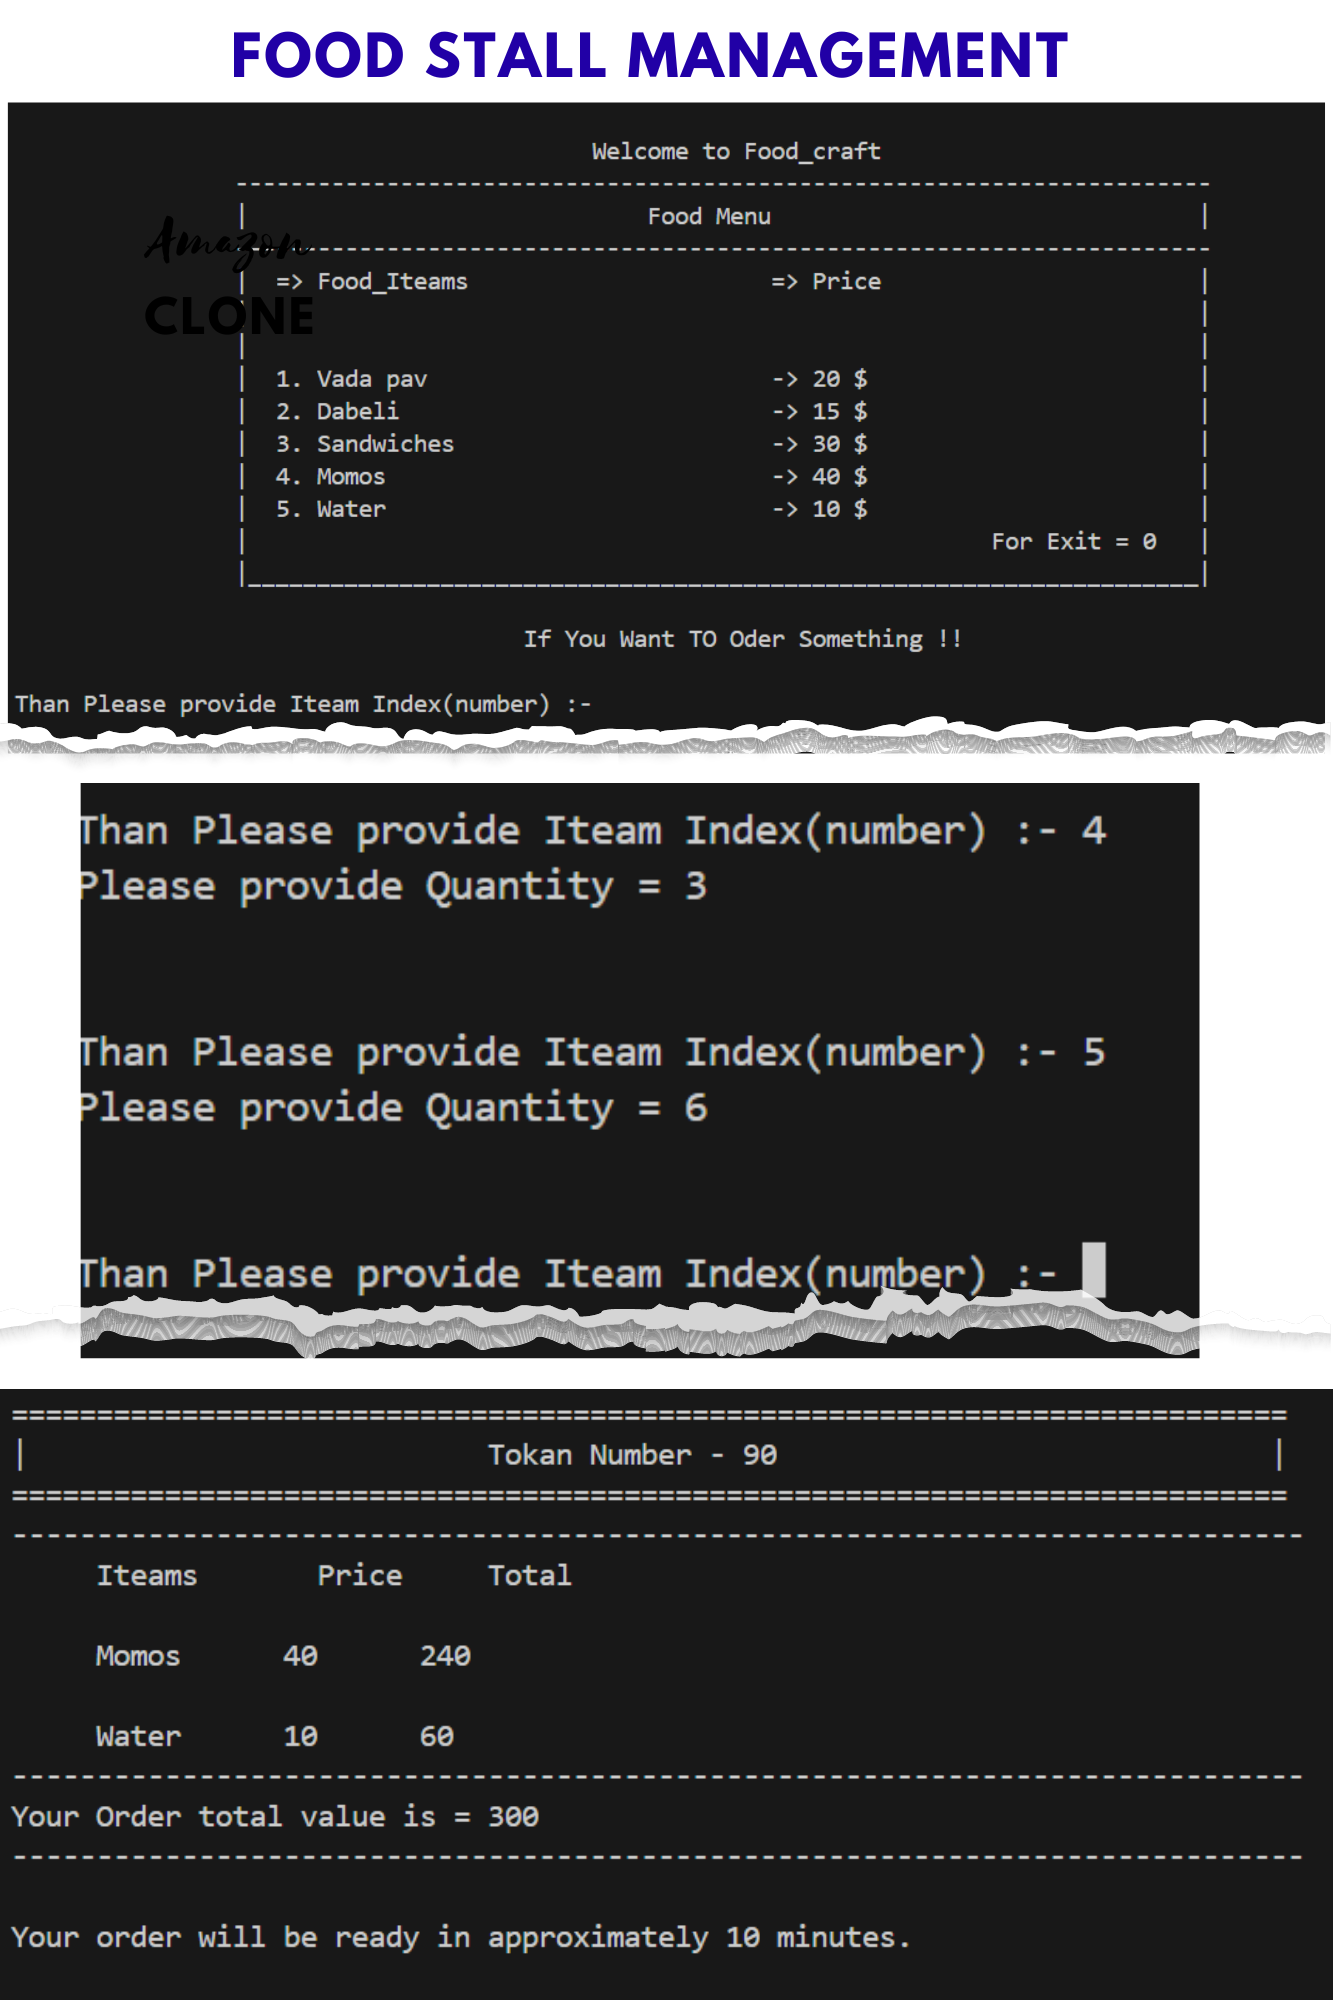 FOOD STALL MANAGEMENT
Welcome to Food_craft
Food Menu
Amazon
CLONE
=> Food_Iteams => Price
1. Vada pav -> 20 $
2. Dabeli -> 15 $
3. Sandwiches -> 30 $
4. Momos -> 40 $
5. Water -> 10 $
For Exit = 0
If You Want TO Oder Something !!
Than Please provide Iteam Index(number) :-
Than Please provide Iteam Index(number) :- 4
Please provide Quantity = 3
Than Please provide Iteam Index(number) :- 5
Please provide Quantity = 6
Than Please provide Iteam Index(number) :-
Tokan Number - 90
Iteams Price Total
Momos 40 240
Water 10 60
Your Order total value is = 300
Your order will be ready in approximately 10 minutes.